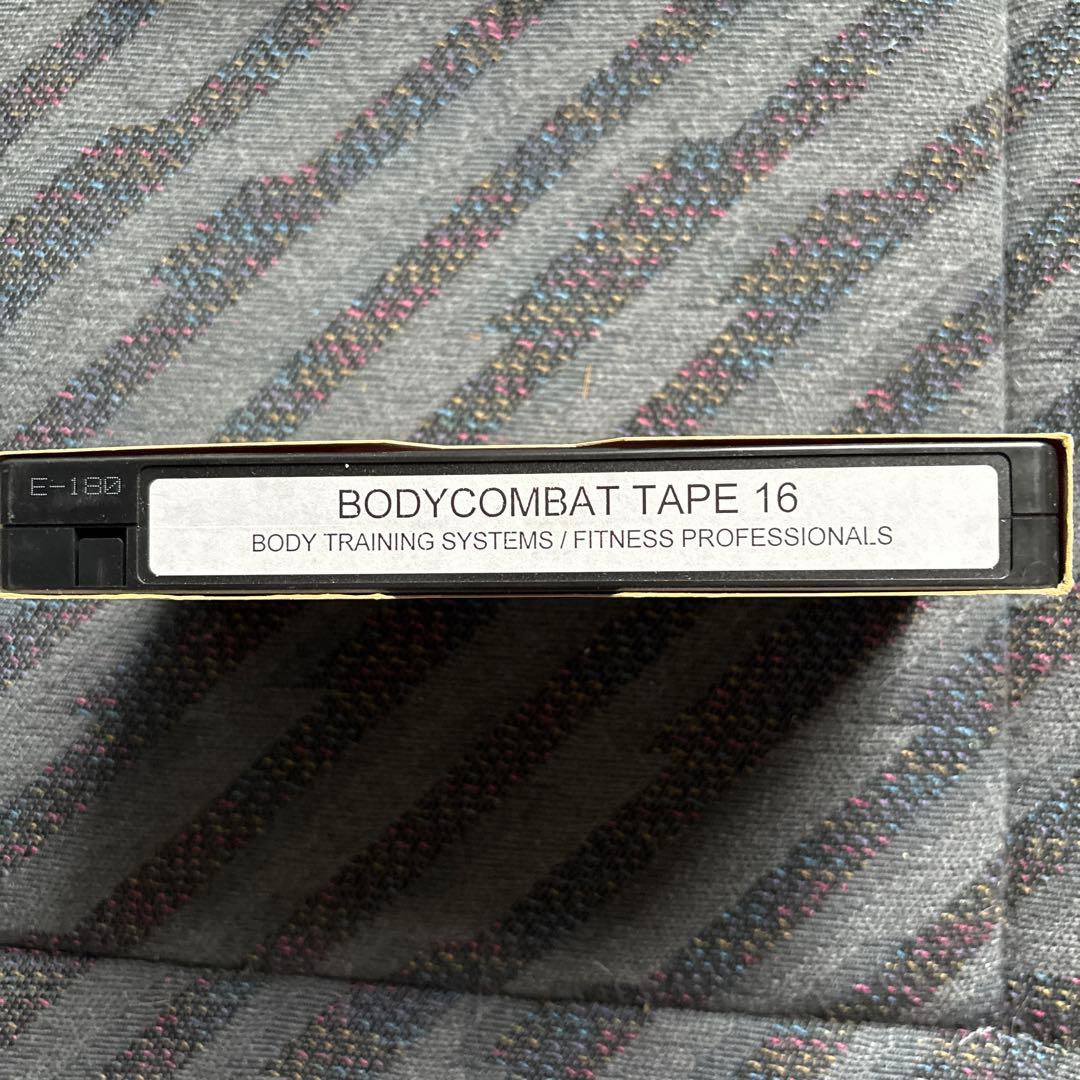 E-180
BODYCOMBAT TAPE 16
BODY TRAINING SYSTEMS / FITNESS PROFESSIONALS